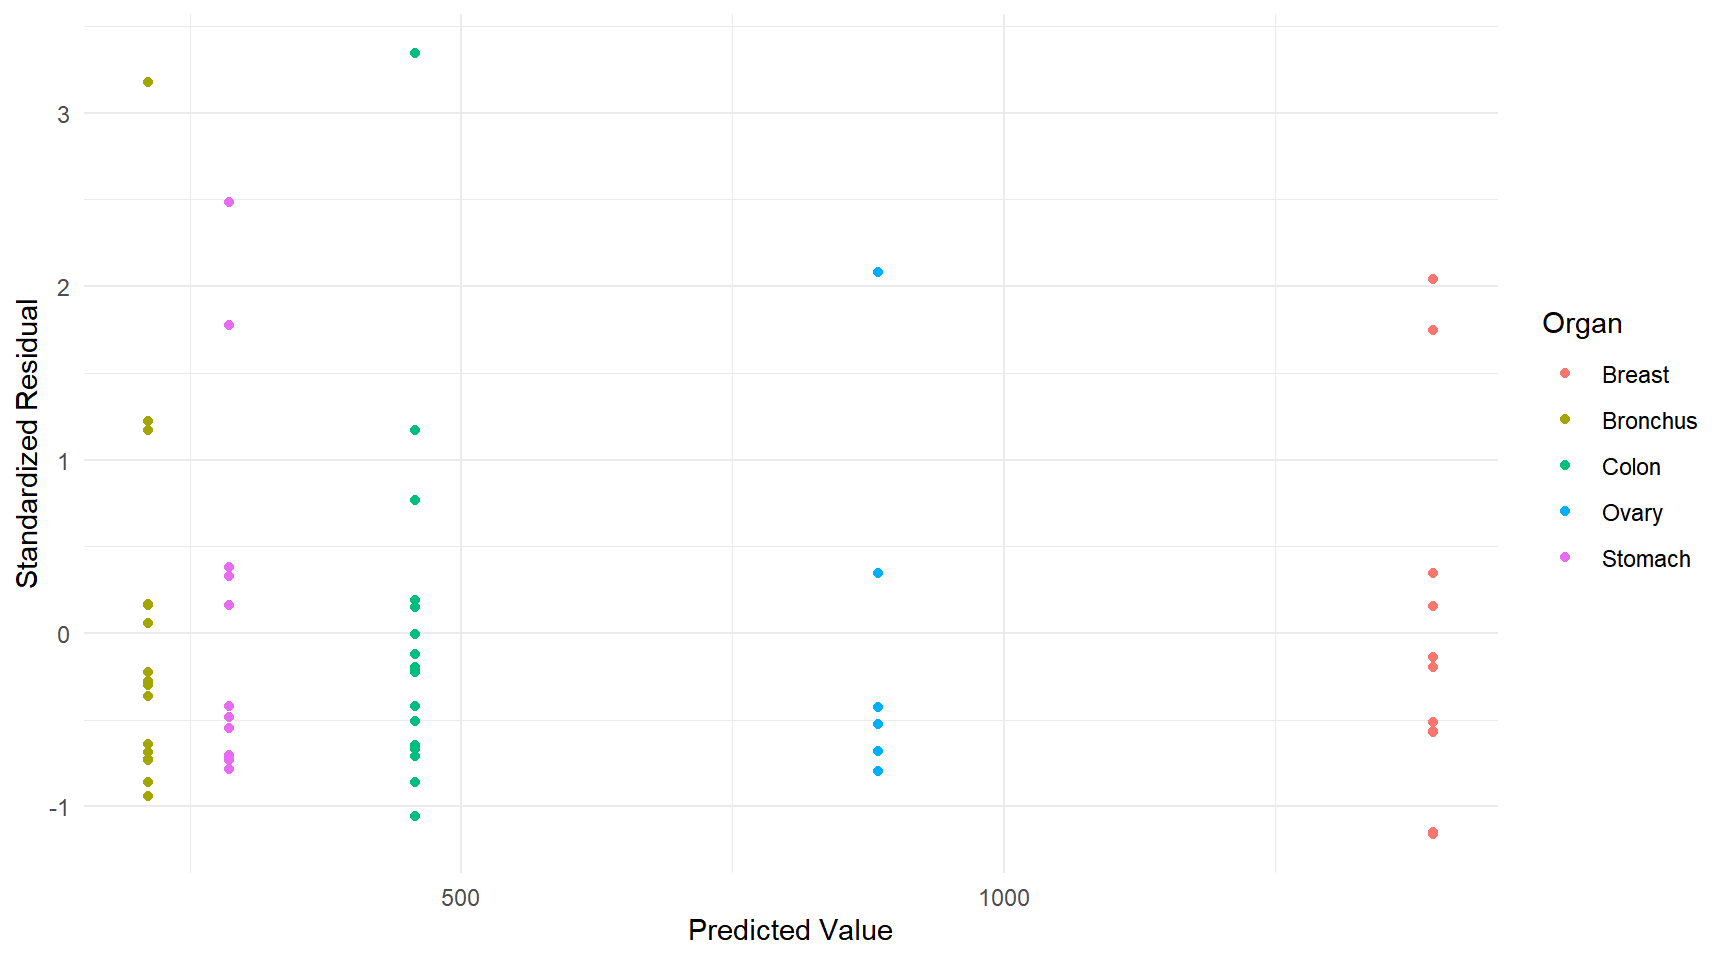 3
2
1
0
-1
Standardized Residual
500
1000
Predicted Value
Organ
Breast
Bronchus
Colon
Ovary
Stomach